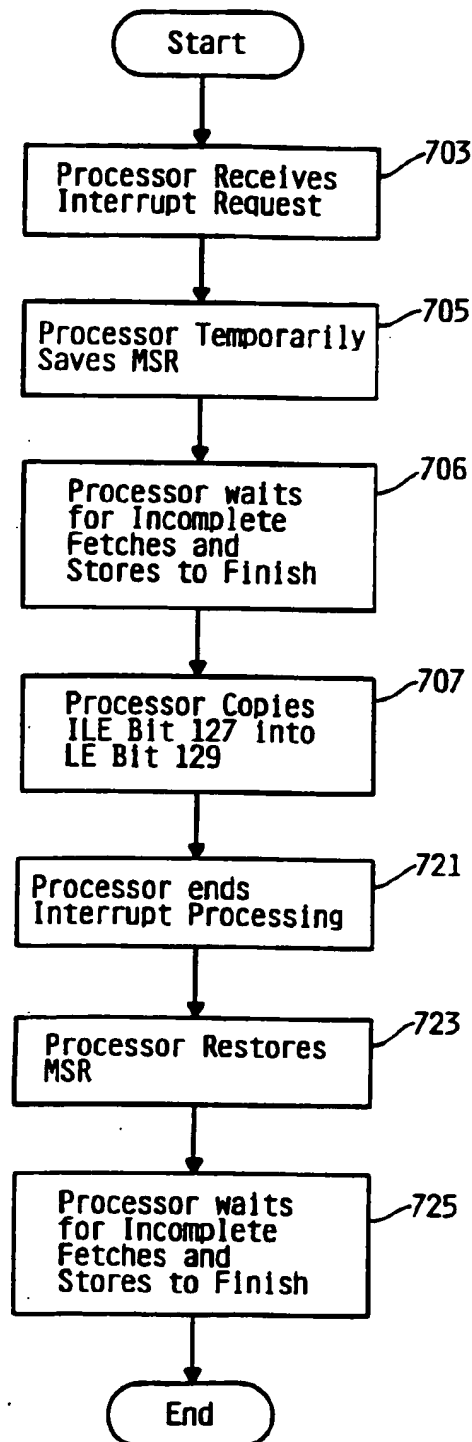 Start
703
Processor Receives
Interrupt Request
705
Processor Temporarily
Saves MSR
706
Processor waits
for Incomplete
Fetches and
Stores to Finish
707
Processor Copies
ILE Bit 127 into
LE Bit 129
721
Processor ends
Interrupt Processing
723
Processor Restores
MSR
725
Processor waits
for Incomplete
Fetches and
Stores to Finish
End